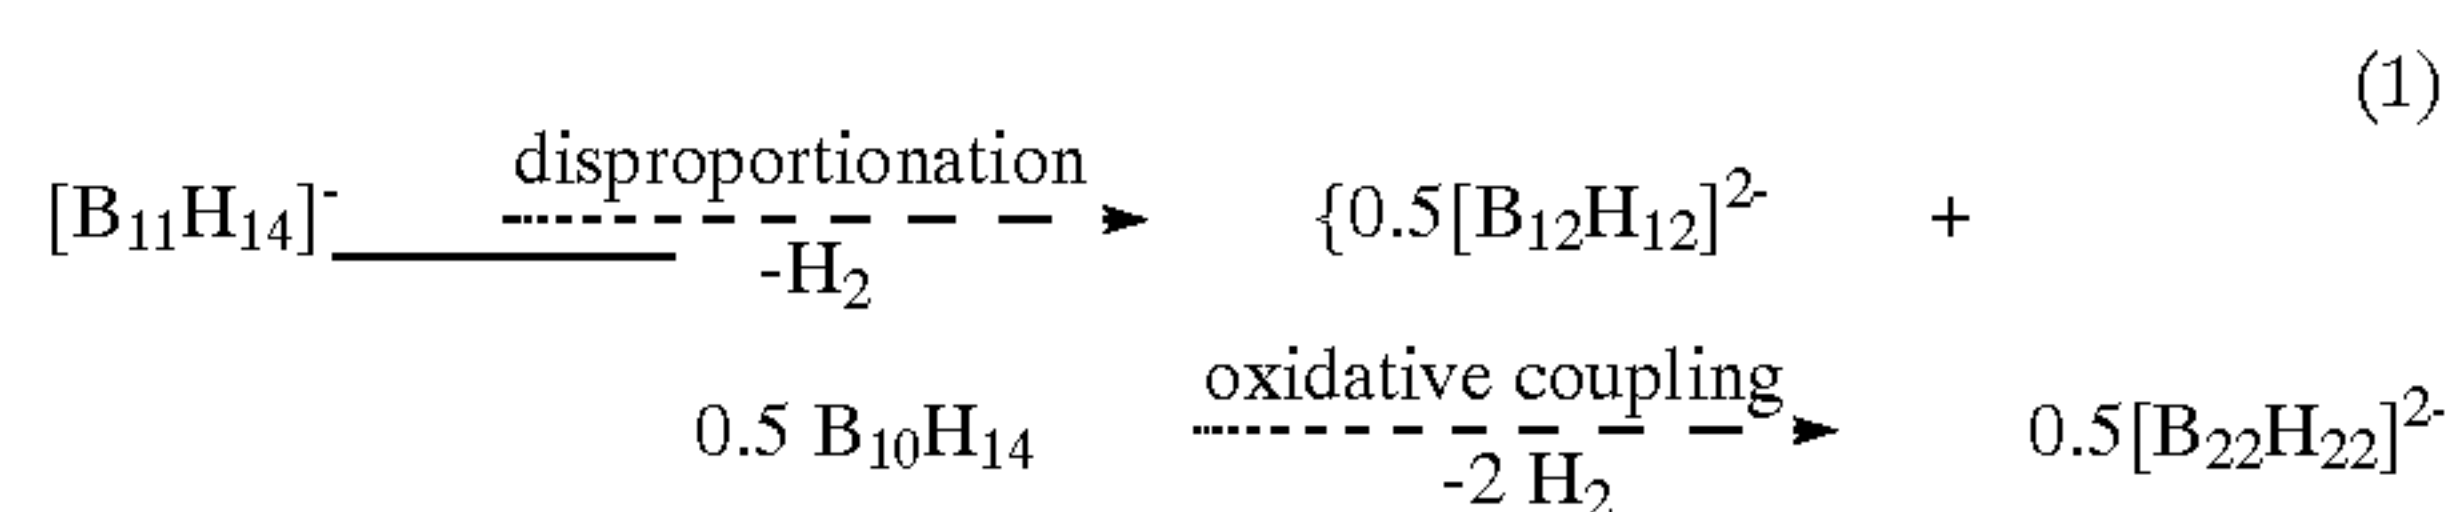 (1)
disproportionation
[B₁₁H₁₄]⁻ {0.5[B₁₂H₁₂]²⁻ +
-H₂
oxidative coupling
0.5 B₁₀H₁₄ 0.5[B₂₂H₂₂]²⁻
-2 H₂